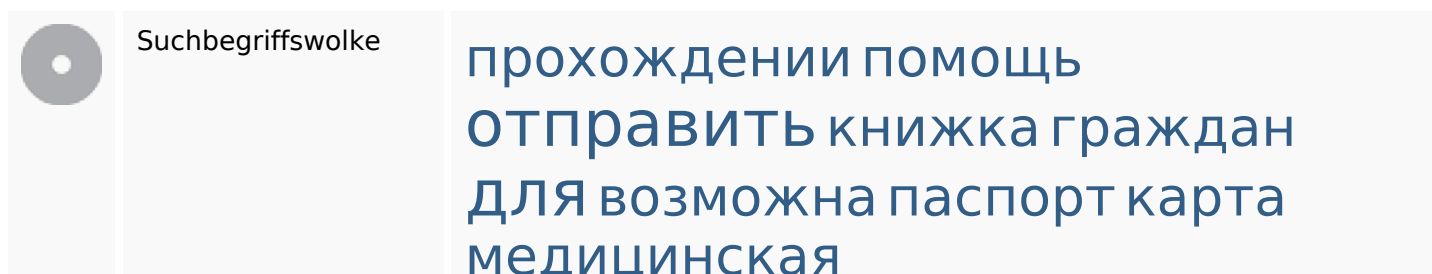 Suchbegriffswolke
прохождении помощь
отправить книжка граждан
для возможна паспорт карта
медицинская